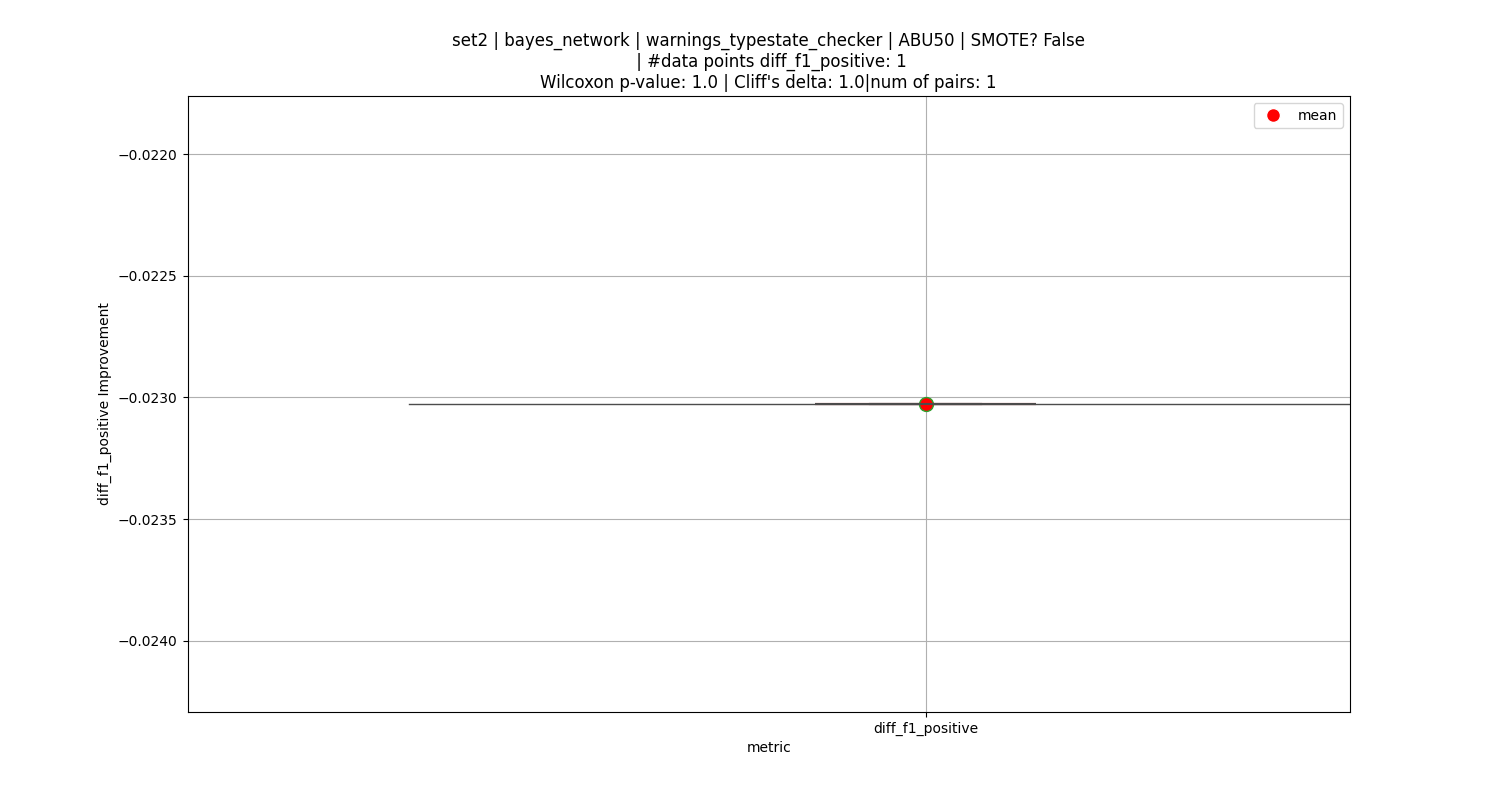 set2 | bayes_network | warnings_typestate_checker | ABU50 | SMOTE? False
| #data points diff_f1_positive: 1
Wilcoxon p-value: 1.0 | Cliff's delta: 1.0|num of pairs: 1
mean
−0.0220
−0.0225
−0.0230
−0.0235
−0.0240
diff_f1_positive Improvement
diff_f1_positive
metric